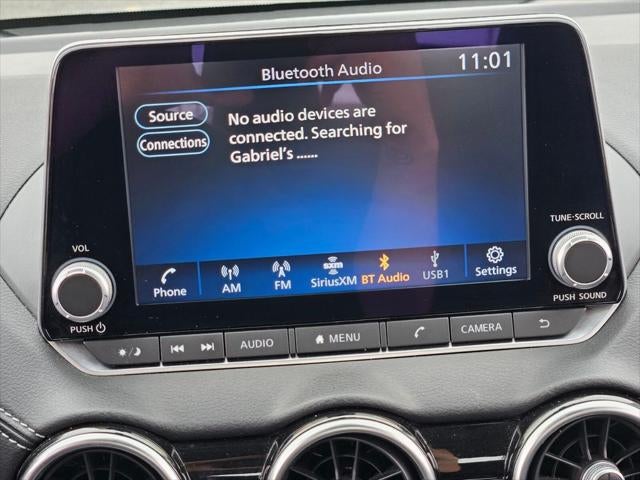 Bluetooth Audio
11:01
Source
Connections
No audio devices are
connected. Searching for
Gabriel's ......
VOL
PUSH
TUNE·SCROLL
PUSH SOUND
Phone
AM
FM
sxm
SiriusXM
BT Audio
USB1
Settings
AUDIO
MENU
CAMERA